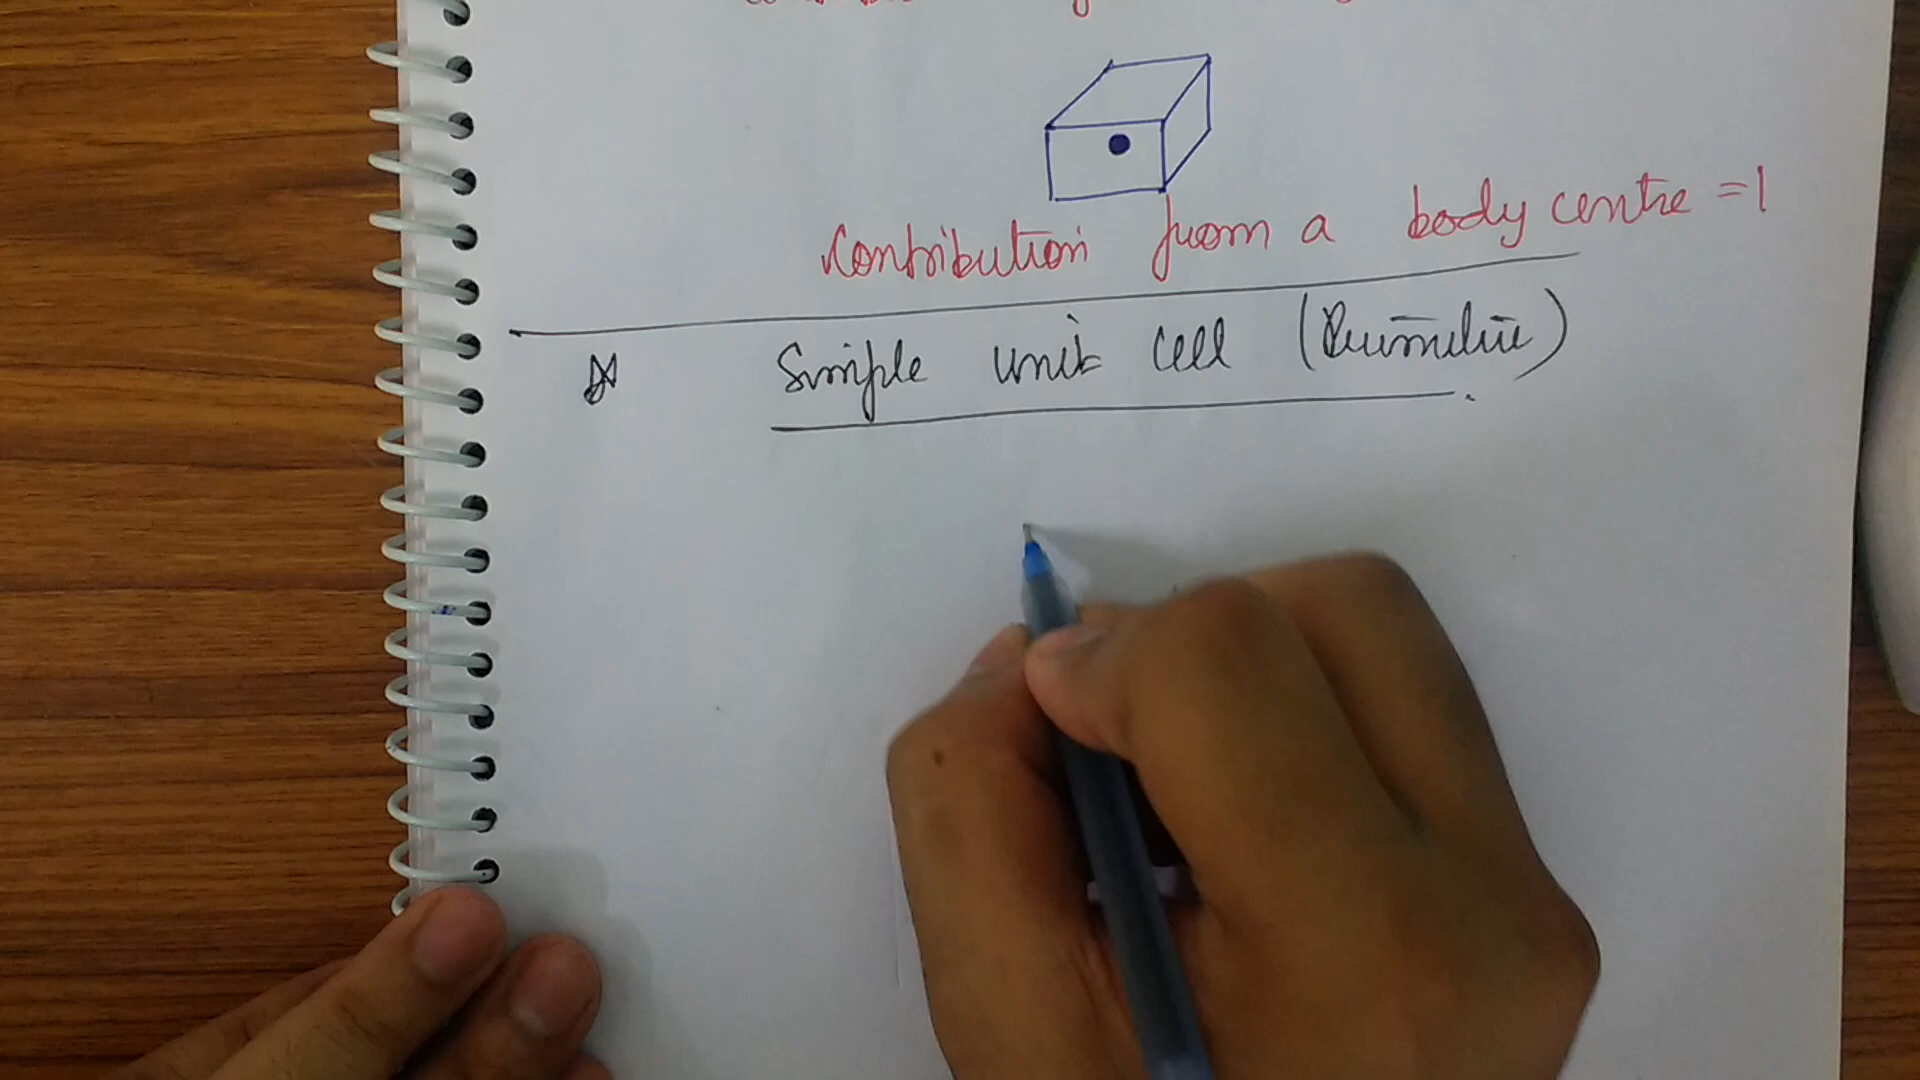 Contribution from a body centre = 1
Simple unit cell (Primitive)